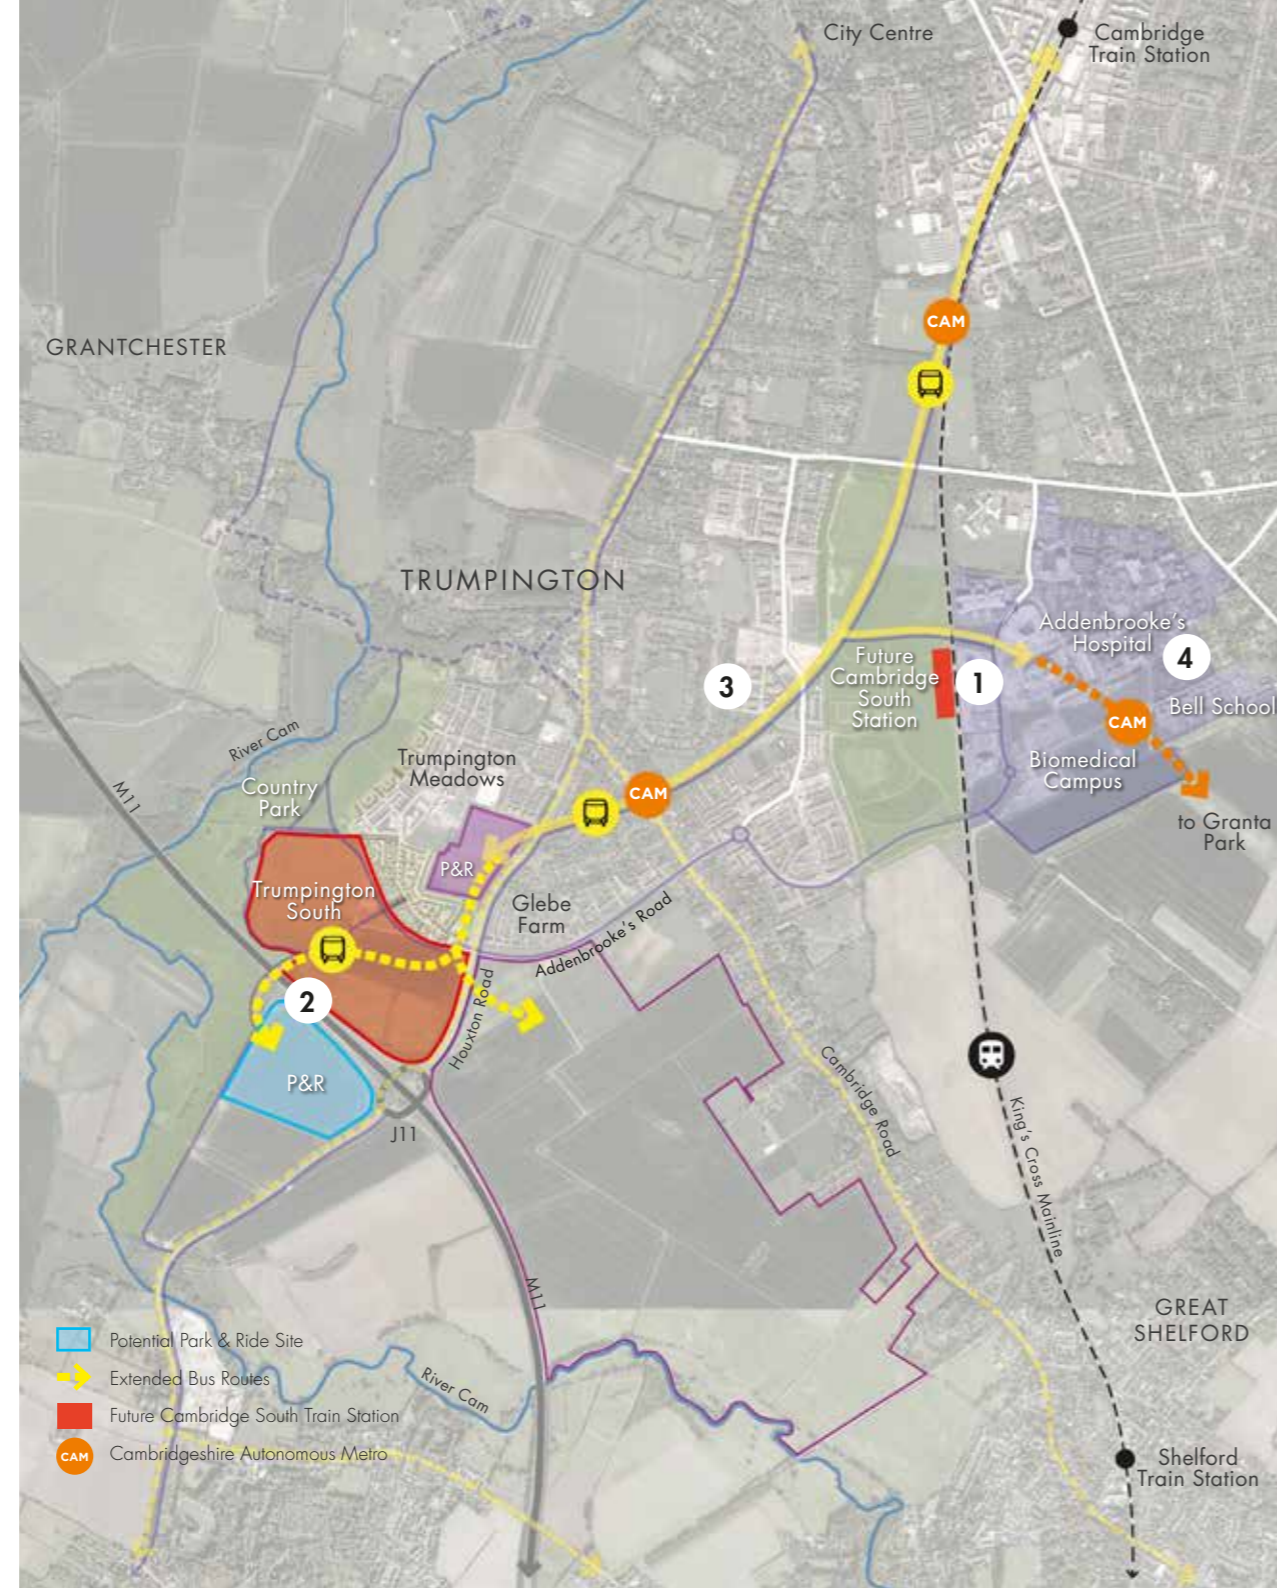 City Centre
Cambridge
Train Station
CAM
GRANTCHESTER
TRUMPINGTON
Addenbrooke's
Hospital
4
Future
Cambridge
South
Station
1
3
Bell School
CAM
River Cam
Trumpington
Meadows
Biomedical
Campus
M11
Country
Park
CAM
to Granta
Park
P&R
Trumpington
South
Glebe
Farm
Addenbrooke's Road
2
Houxton Road
P&R
J11
Cambridge Road
King's Cross Mainline
M11
GREAT
SHELFORD
Potential Park & Ride Site
Extended Bus Routes
River Cam
Future Cambridge South Train Station
CAM
Cambridgeshire Autonomous Metro
Shelford
Train Station